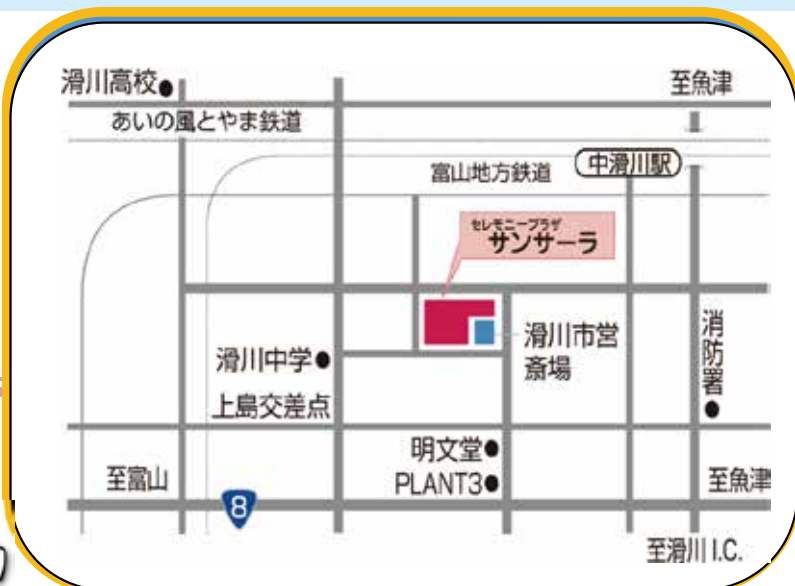 滑川高校
至魚津
あいの風とやま鉄道
富山地方鉄道
中滑川駅
セレモニープラザ
サンサーラ
滑川市営
斎場
消防署
滑川中学
上島交差点
明文堂
PLANT3
至富山
至魚津
8
至滑川 I.C.